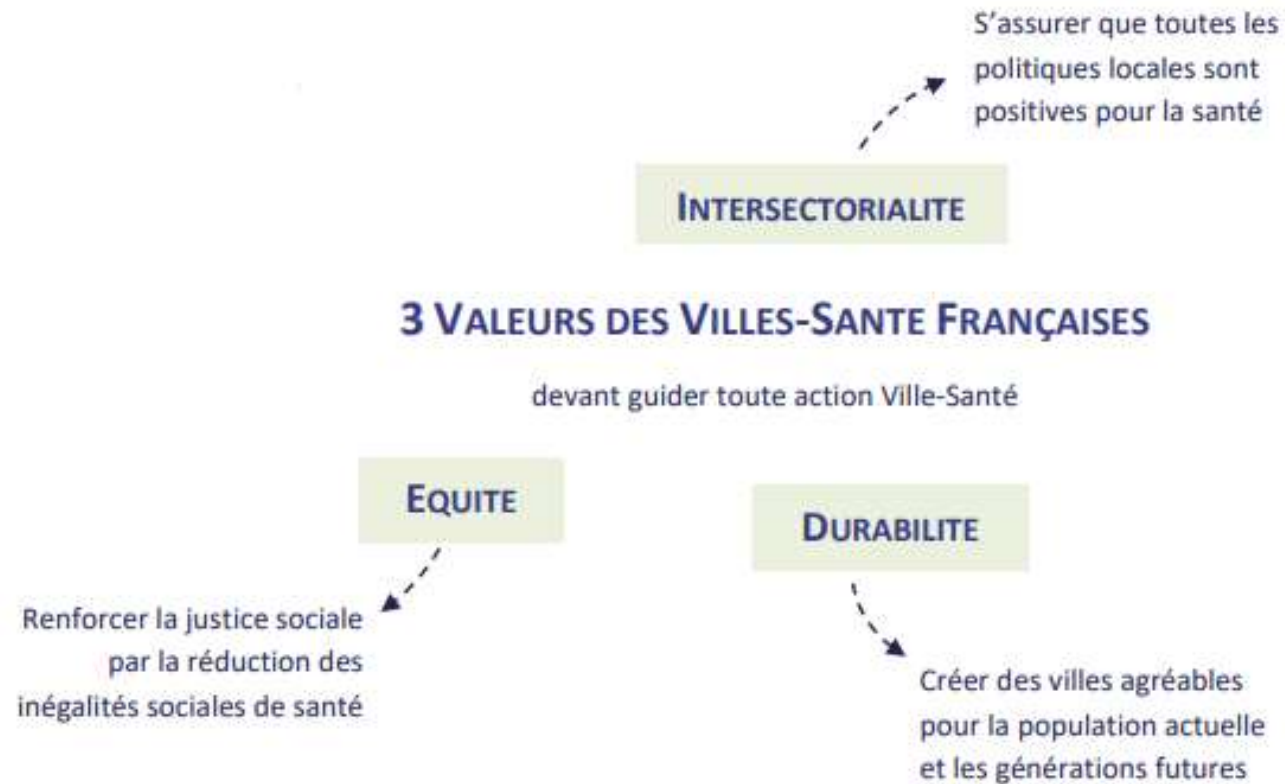 S'assurer que toutes les
politiques locales sont
positives pour la santé
INTERSECTORIALITE
3 VALEURS DES VILLES-SANTE FRANÇAISES
devant guider toute action Ville-Santé
EQUITE
DURABILITE
Renforcer la justice sociale
par la réduction des
inégalités sociales de santé
Créer des villes agréables
pour la population actuelle
et les générations futures